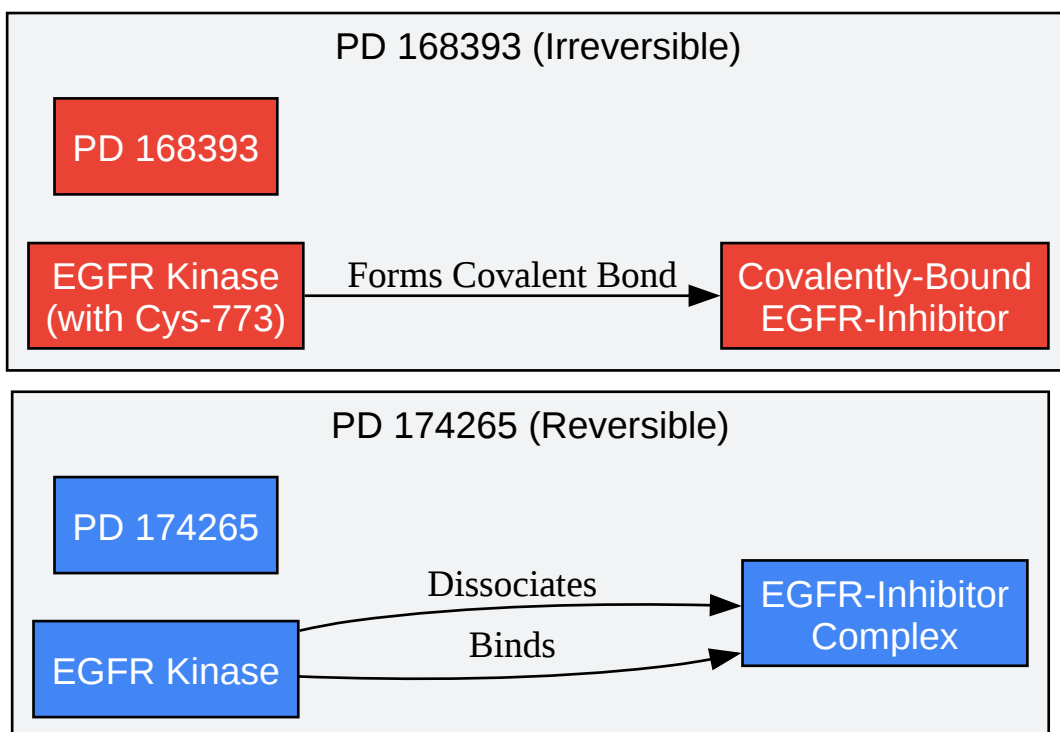 PD 168393 (Irreversible)
PD 168393
EGFR Kinase
(with Cys-773)
Forms Covalent Bond
Covalently-Bound
EGFR-Inhibitor
PD 174265 (Reversible)
PD 174265
Dissociates
EGFR-Inhibitor
Complex
Binds
EGFR Kinase